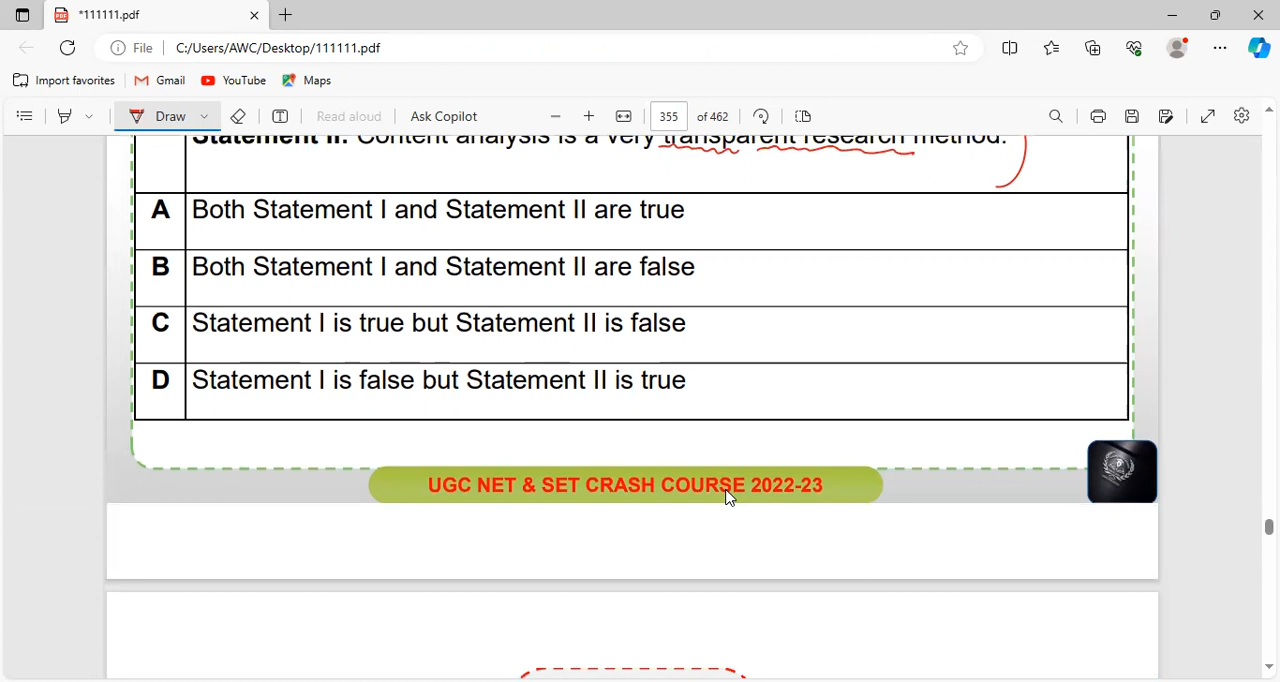 *111111.pdf
File C:/Users/AWC/Desktop/111111.pdf
Import favorites Gmail YouTube Maps
Draw Read aloud Ask Copilot 355 of 462
Statement II: Content analysis is a very transparent research method.
A Both Statement I and Statement II are true
B Both Statement I and Statement II are false
C Statement I is true but Statement II is false
D Statement I is false but Statement II is true
UGC NET & SET CRASH COURSE 2022-23